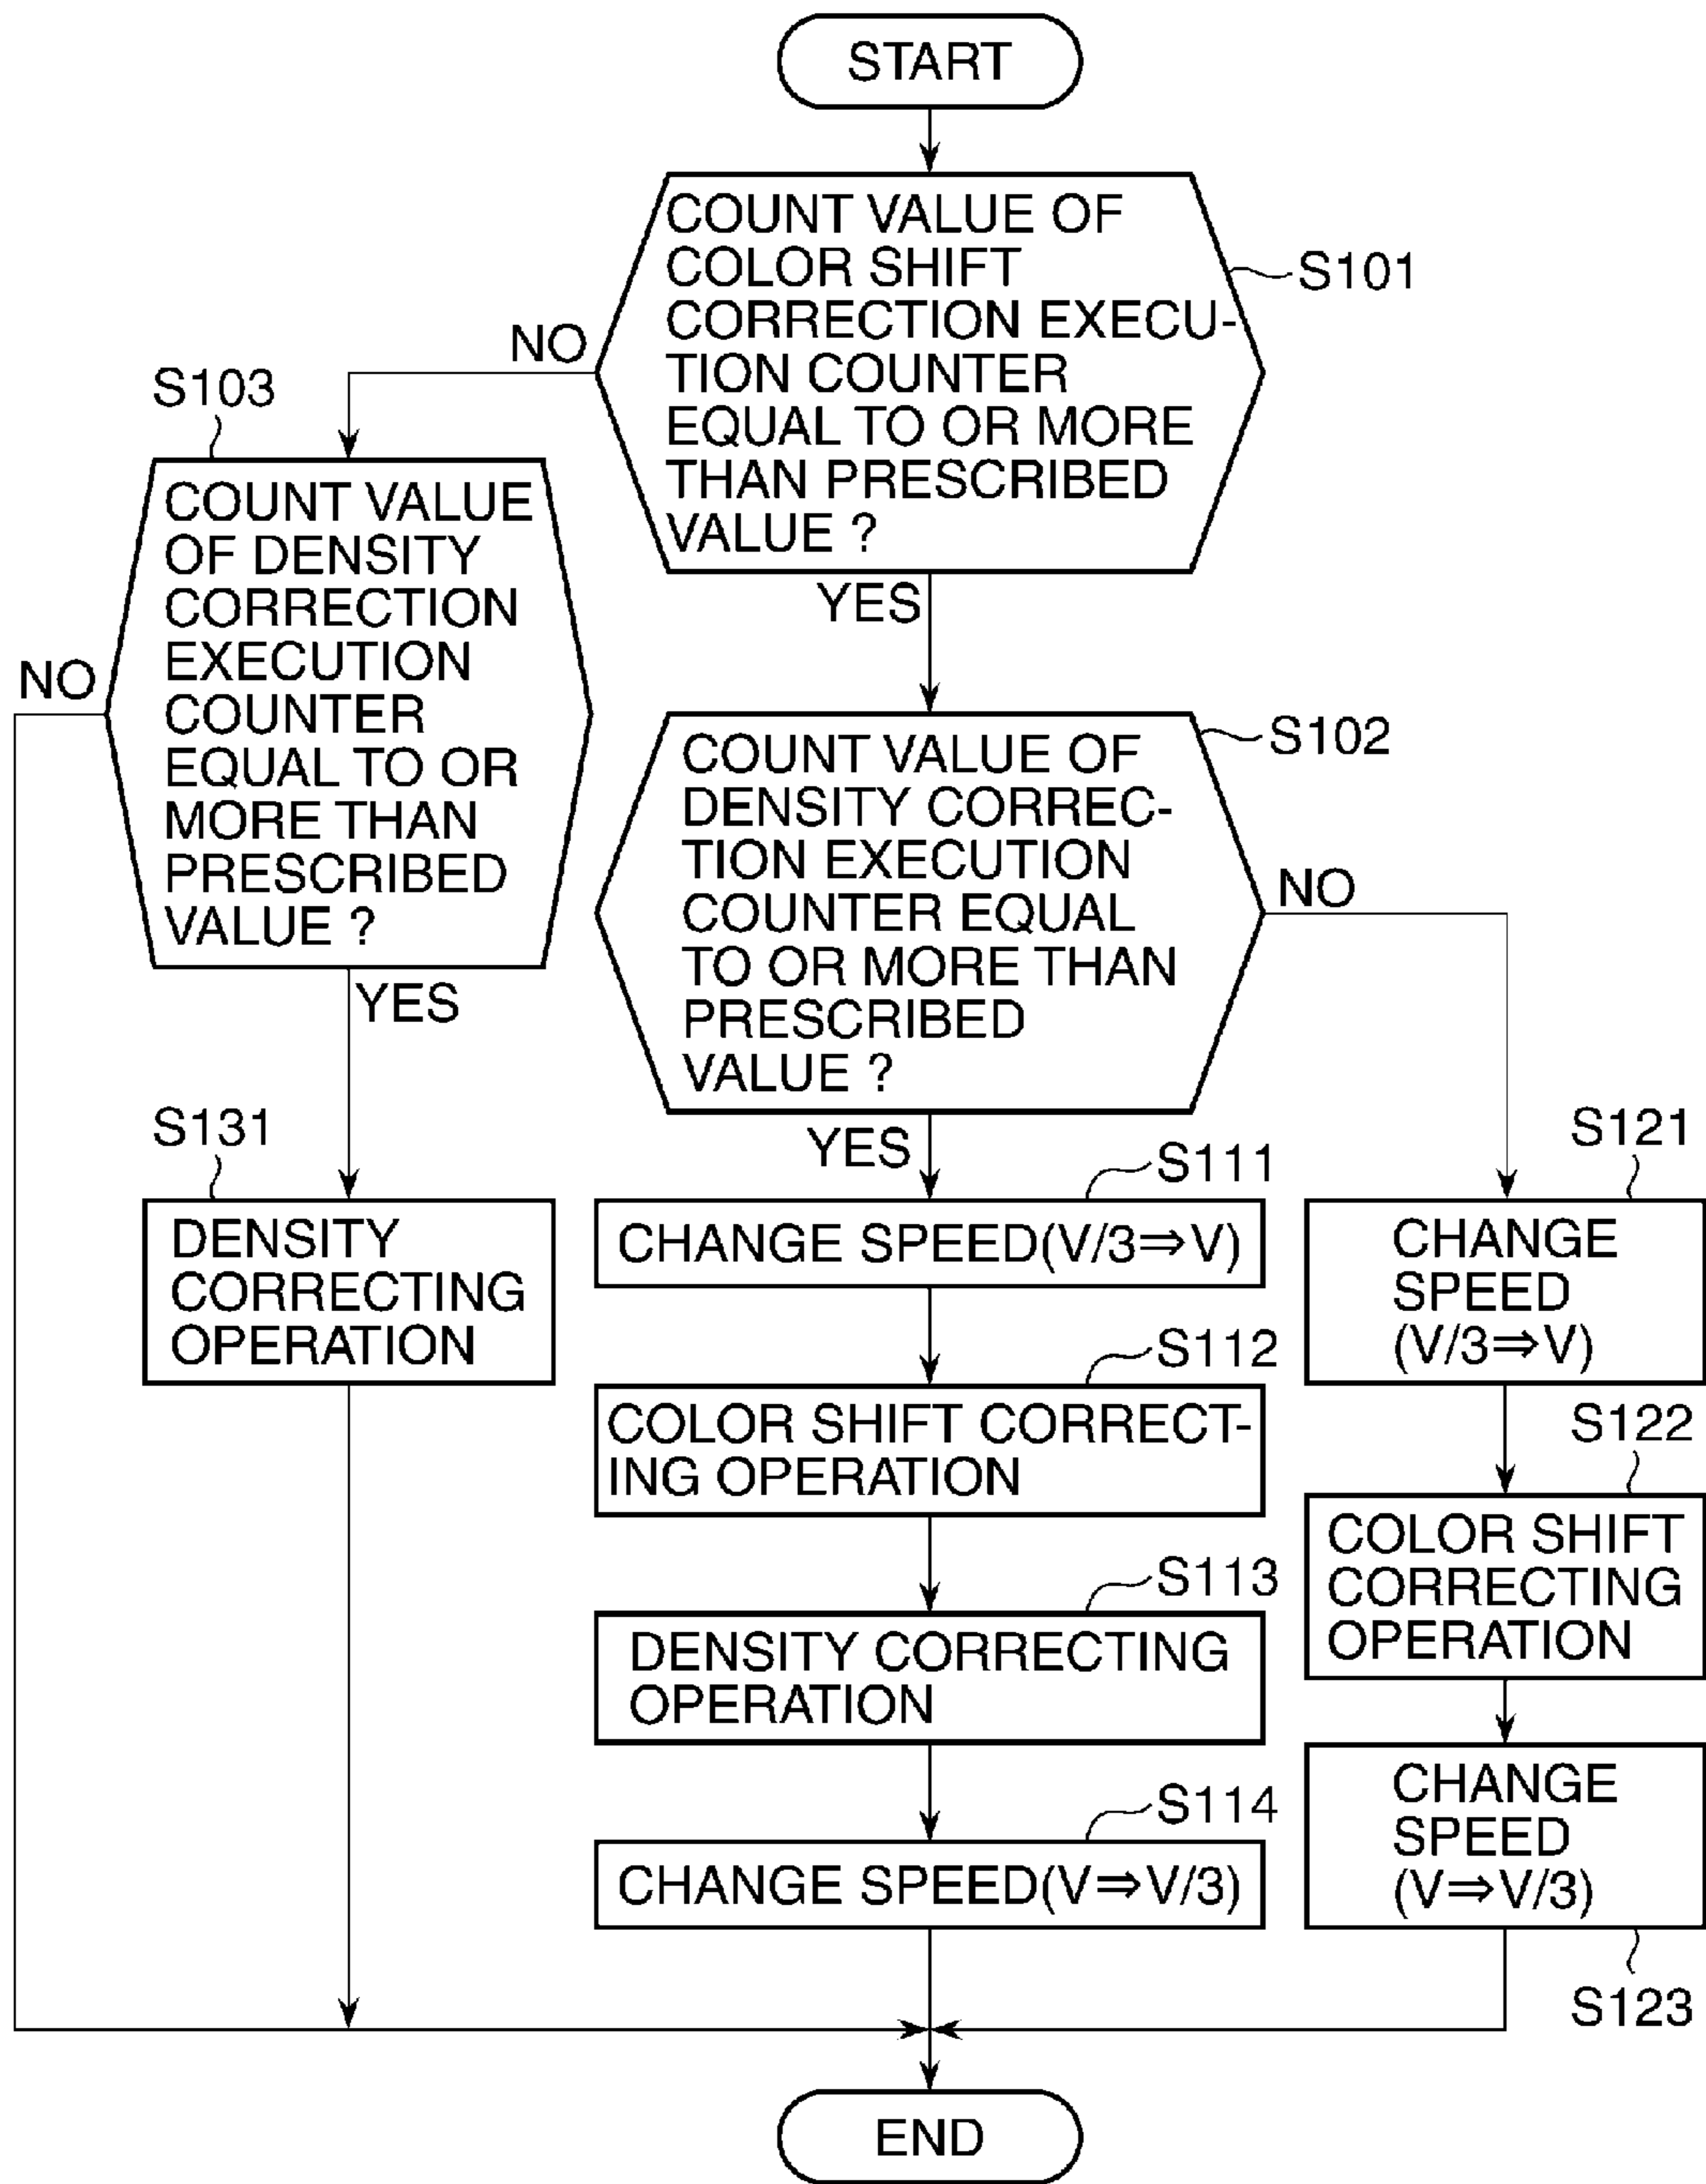 START
COUNT VALUE OF
COLOR SHIFT
CORRECTION EXECU-
TION COUNTER
EQUAL TO OR MORE
THAN PRESCRIBED
VALUE ?
S101
NO
YES
S103
COUNT VALUE
OF DENSITY
CORRECTION
EXECUTION
COUNTER
EQUAL TO OR
MORE THAN
PRESCRIBED
VALUE ?
NO
YES
S102
COUNT VALUE OF
DENSITY CORREC-
TION EXECUTION
COUNTER EQUAL
TO OR MORE THAN
PRESCRIBED
VALUE ?
NO
YES
S131
DENSITY
CORRECTING
OPERATION
S111
CHANGE SPEED(V/3⇒V)
S112
COLOR SHIFT CORRECT-
ING OPERATION
S113
DENSITY CORRECTING
OPERATION
S114
CHANGE SPEED(V⇒V/3)
S121
CHANGE
SPEED
(V/3⇒V)
S122
COLOR SHIFT
CORRECTING
OPERATION
CHANGE
SPEED
(V⇒V/3)
S123
END